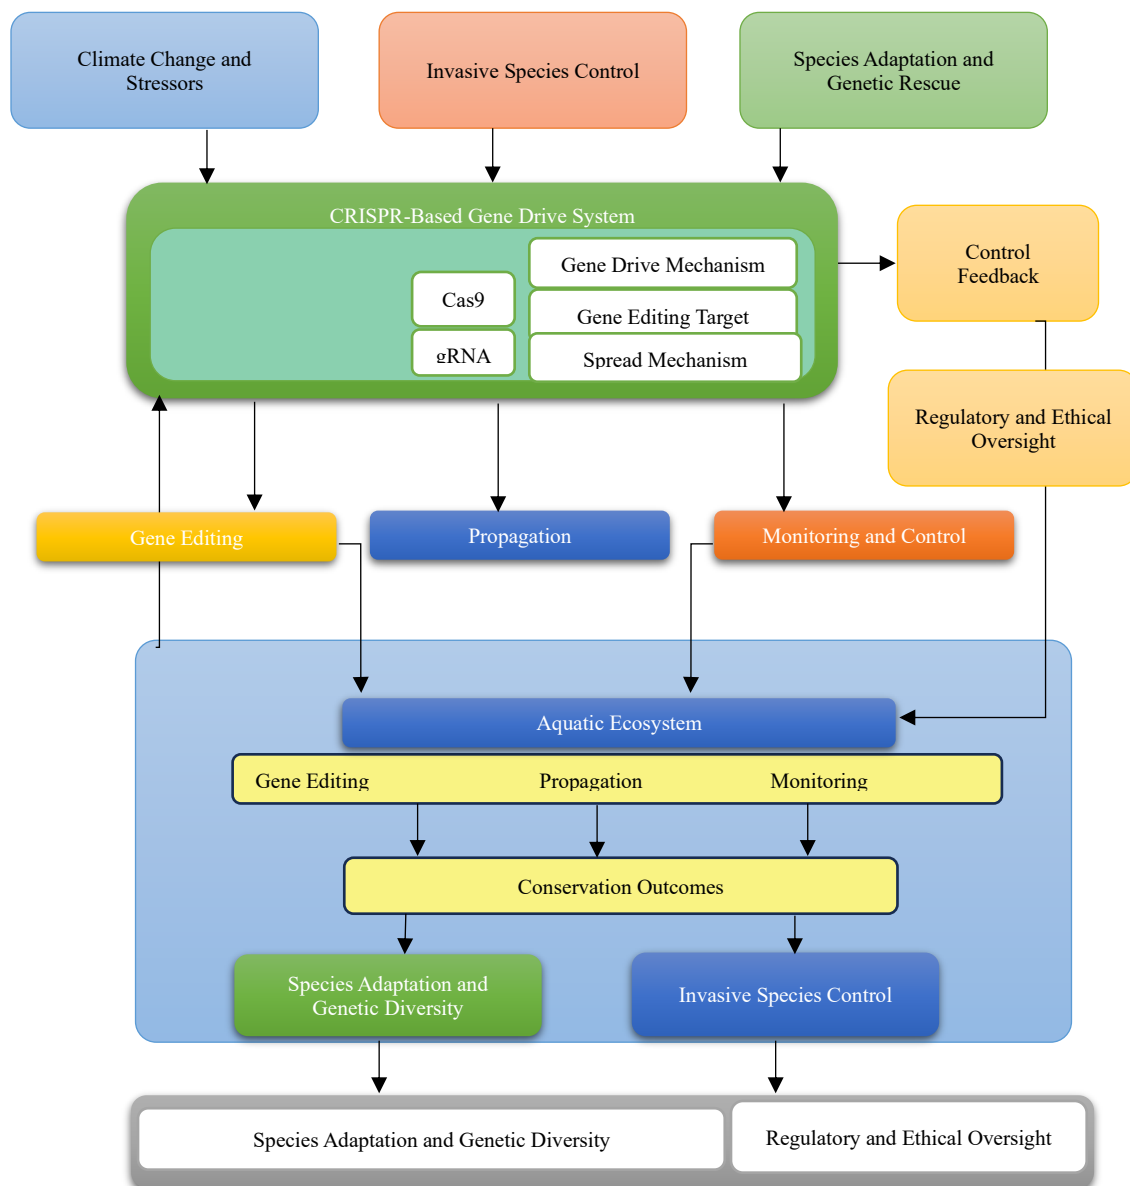 Climate Change and
Stressors
Invasive Species Control
Species Adaptation and
Genetic Rescue
CRISPR-Based Gene Drive System
Cas9
gRNA
Gene Drive Mechanism
Gene Editing Target
Spread Mechanism
Control
Feedback
Regulatory and Ethical
Oversight
Gene Editing
Propagation
Monitoring and Control
Aquatic Ecosystem
Gene Editing
Propagation
Monitoring
Conservation Outcomes
Species Adaptation and
Genetic Diversity
Invasive Species Control
Species Adaptation and Genetic Diversity
Regulatory and Ethical Oversight